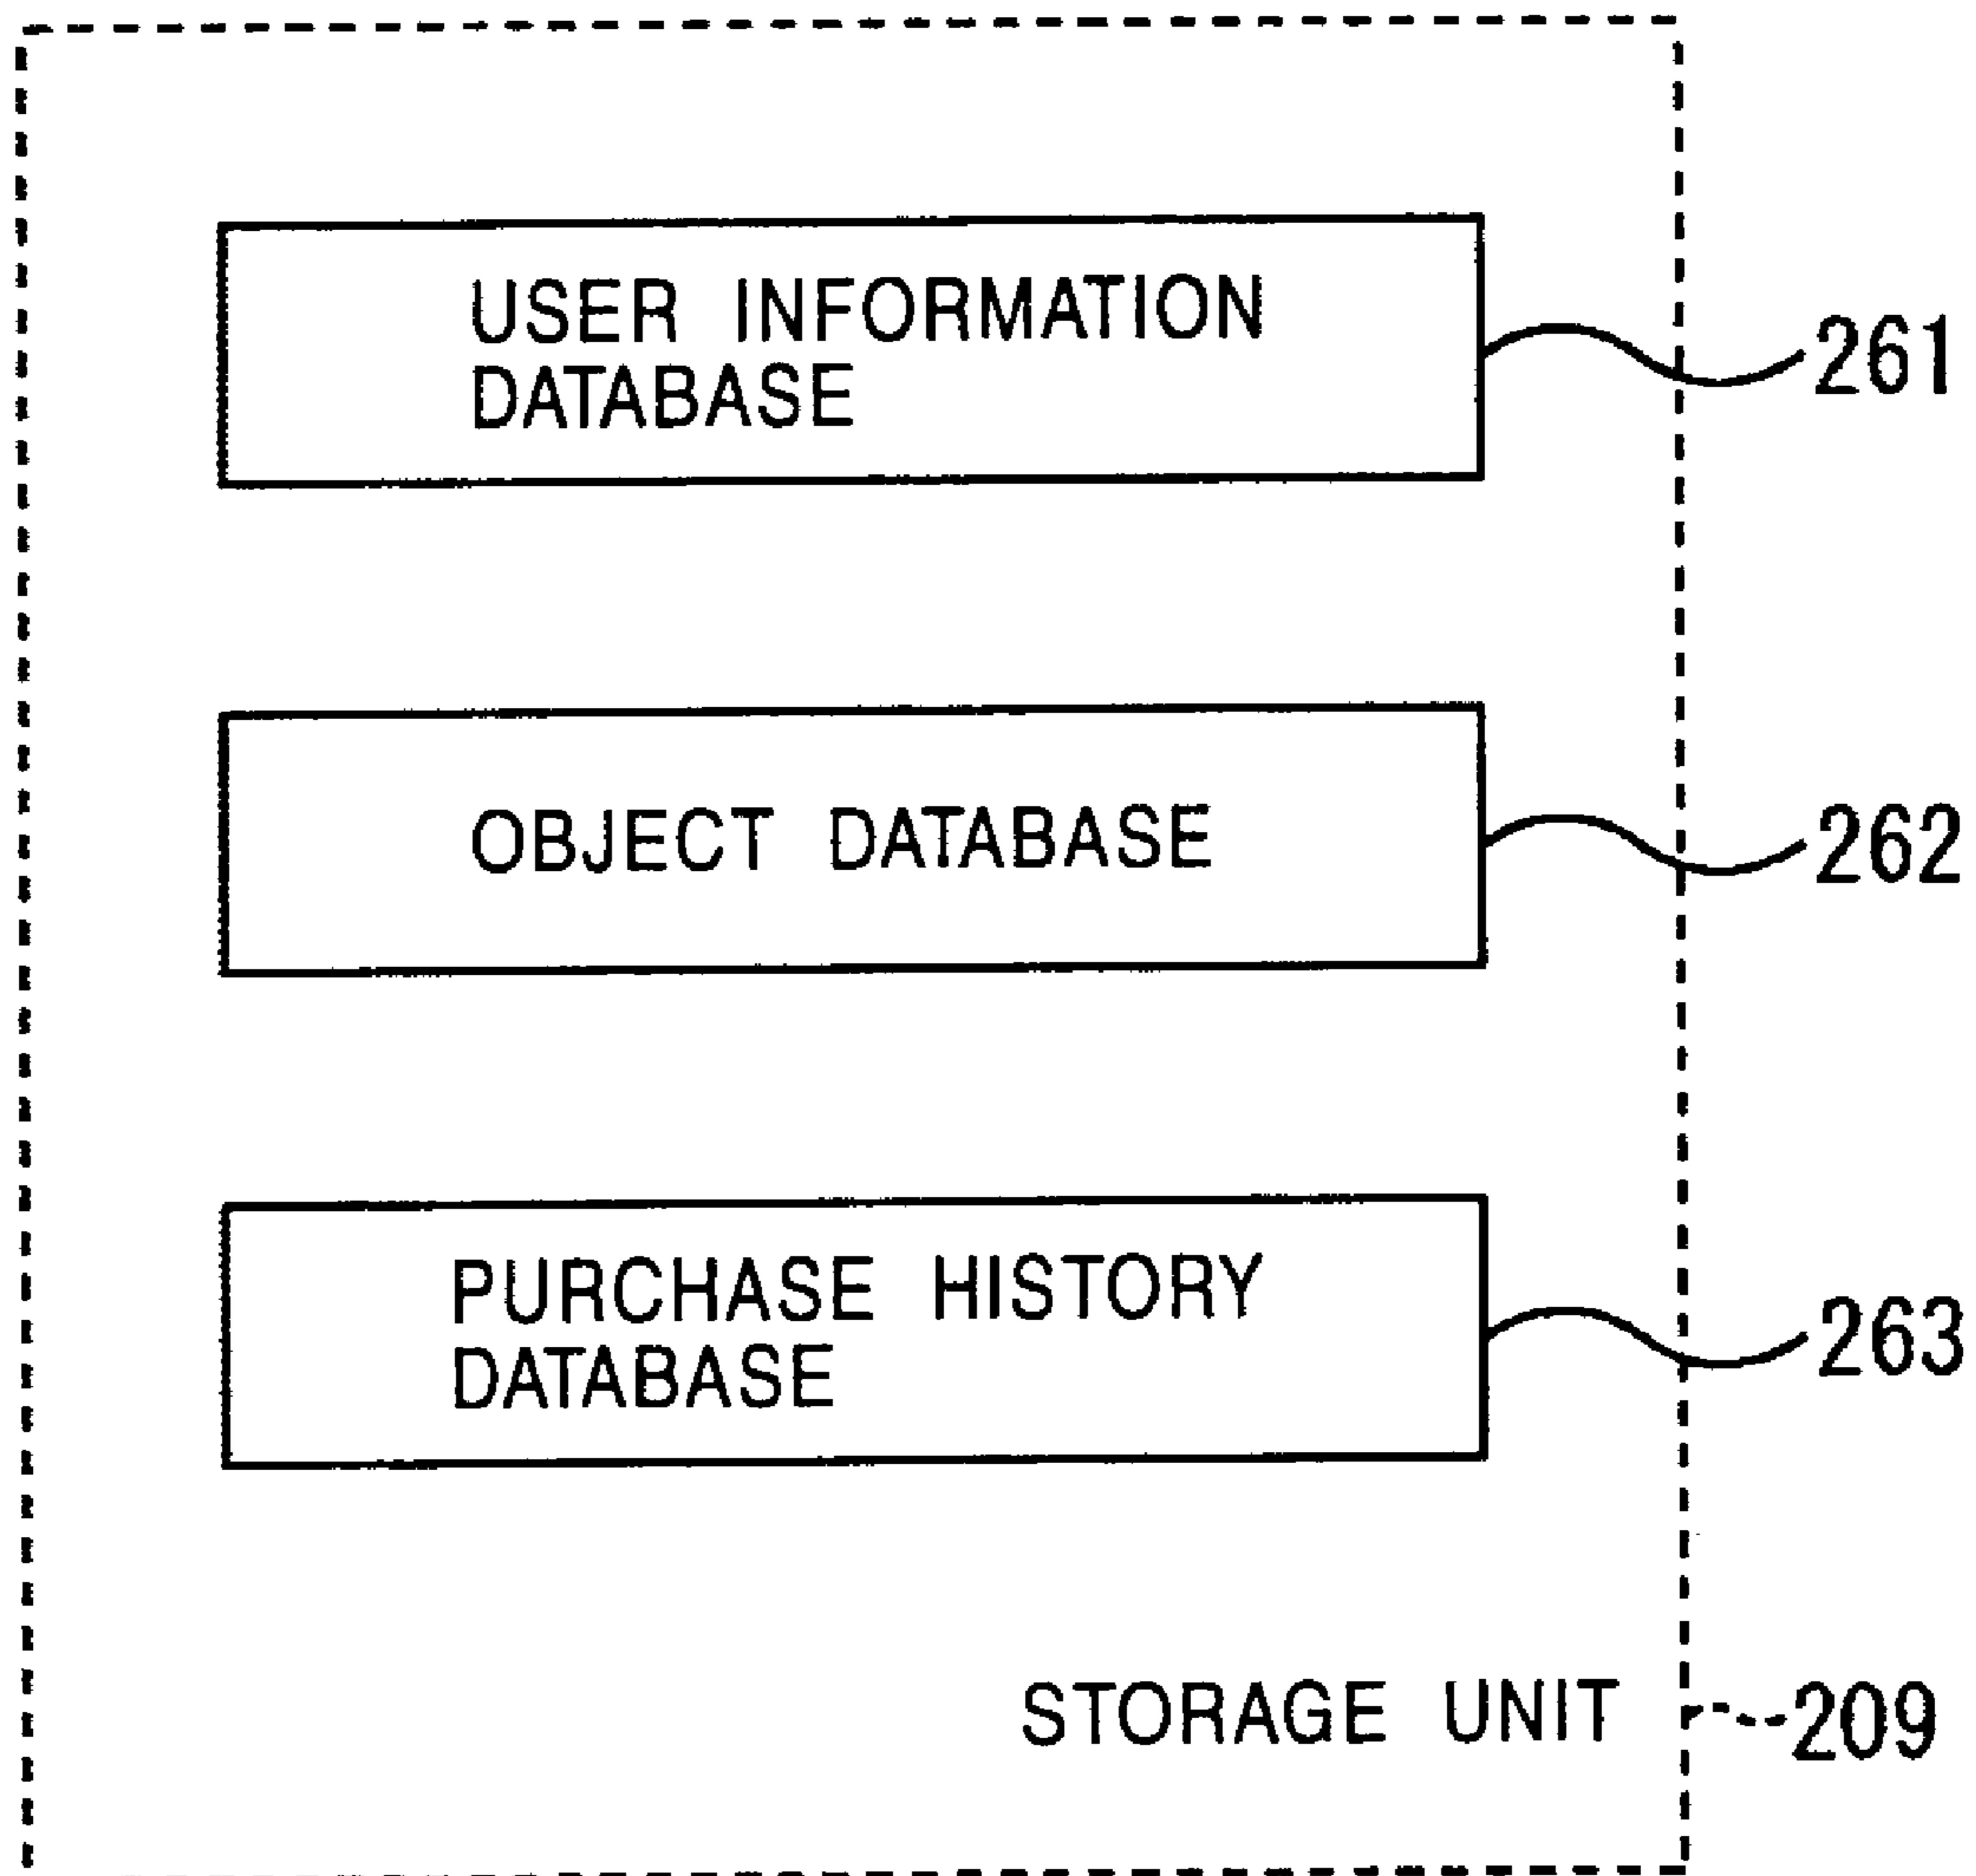 USER INFORMATION
DATABASE
261
OBJECT DATABASE
262
PURCHASE HISTORY
DATABASE
263
STORAGE UNIT
209